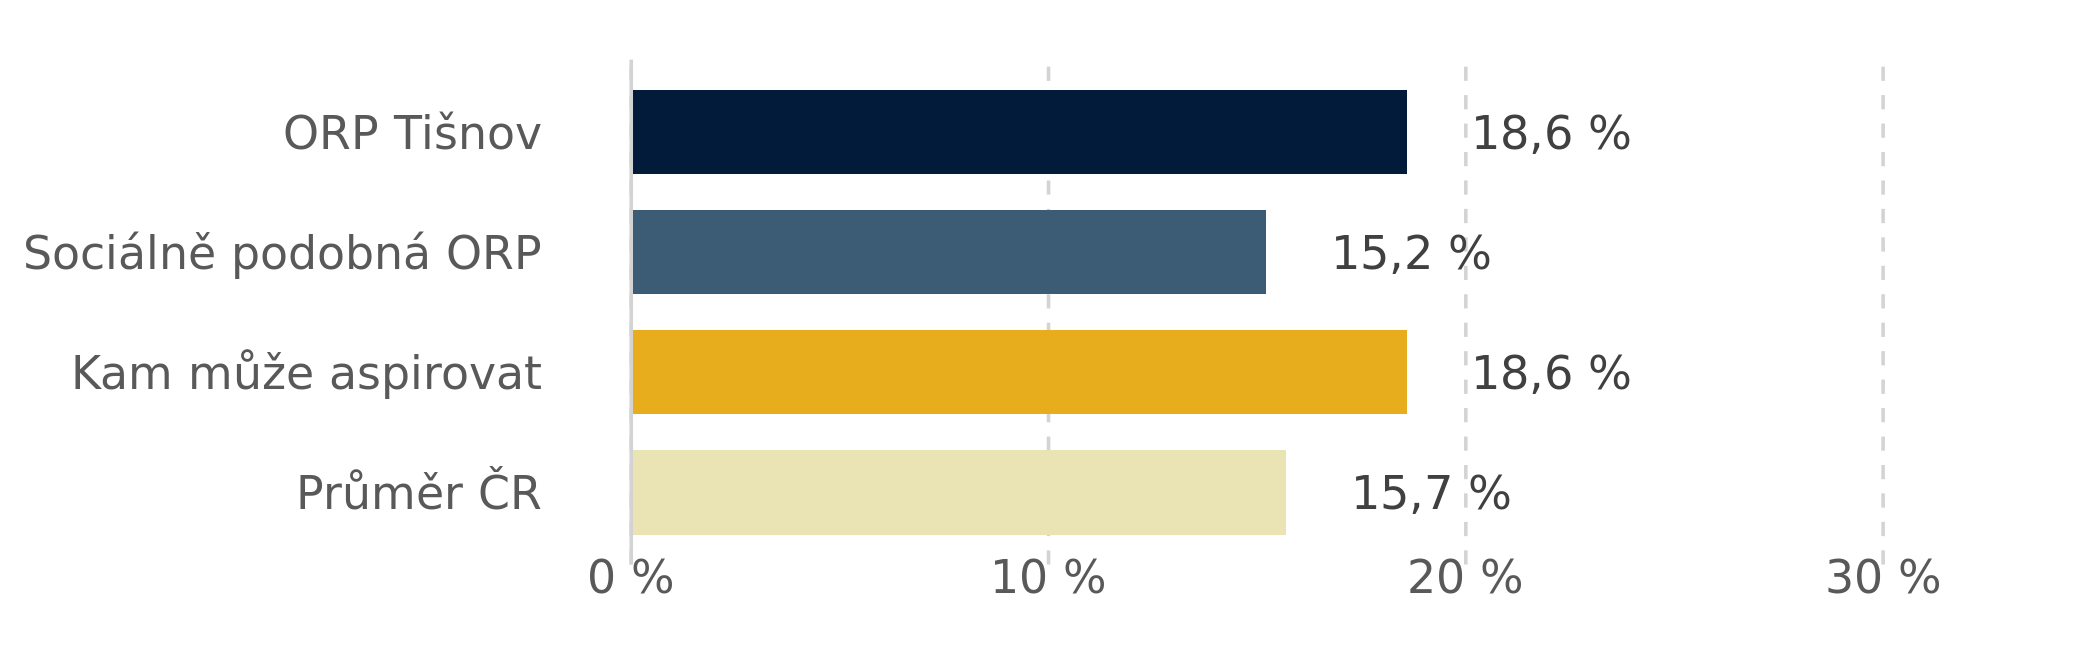 ORP Tišnov 18,6 %
Sociálně podobná ORP 15,2 %
Kam může aspirovat 18,6 %
Průměr ČR 15,7 %
0 % 10 % 20 % 30 %